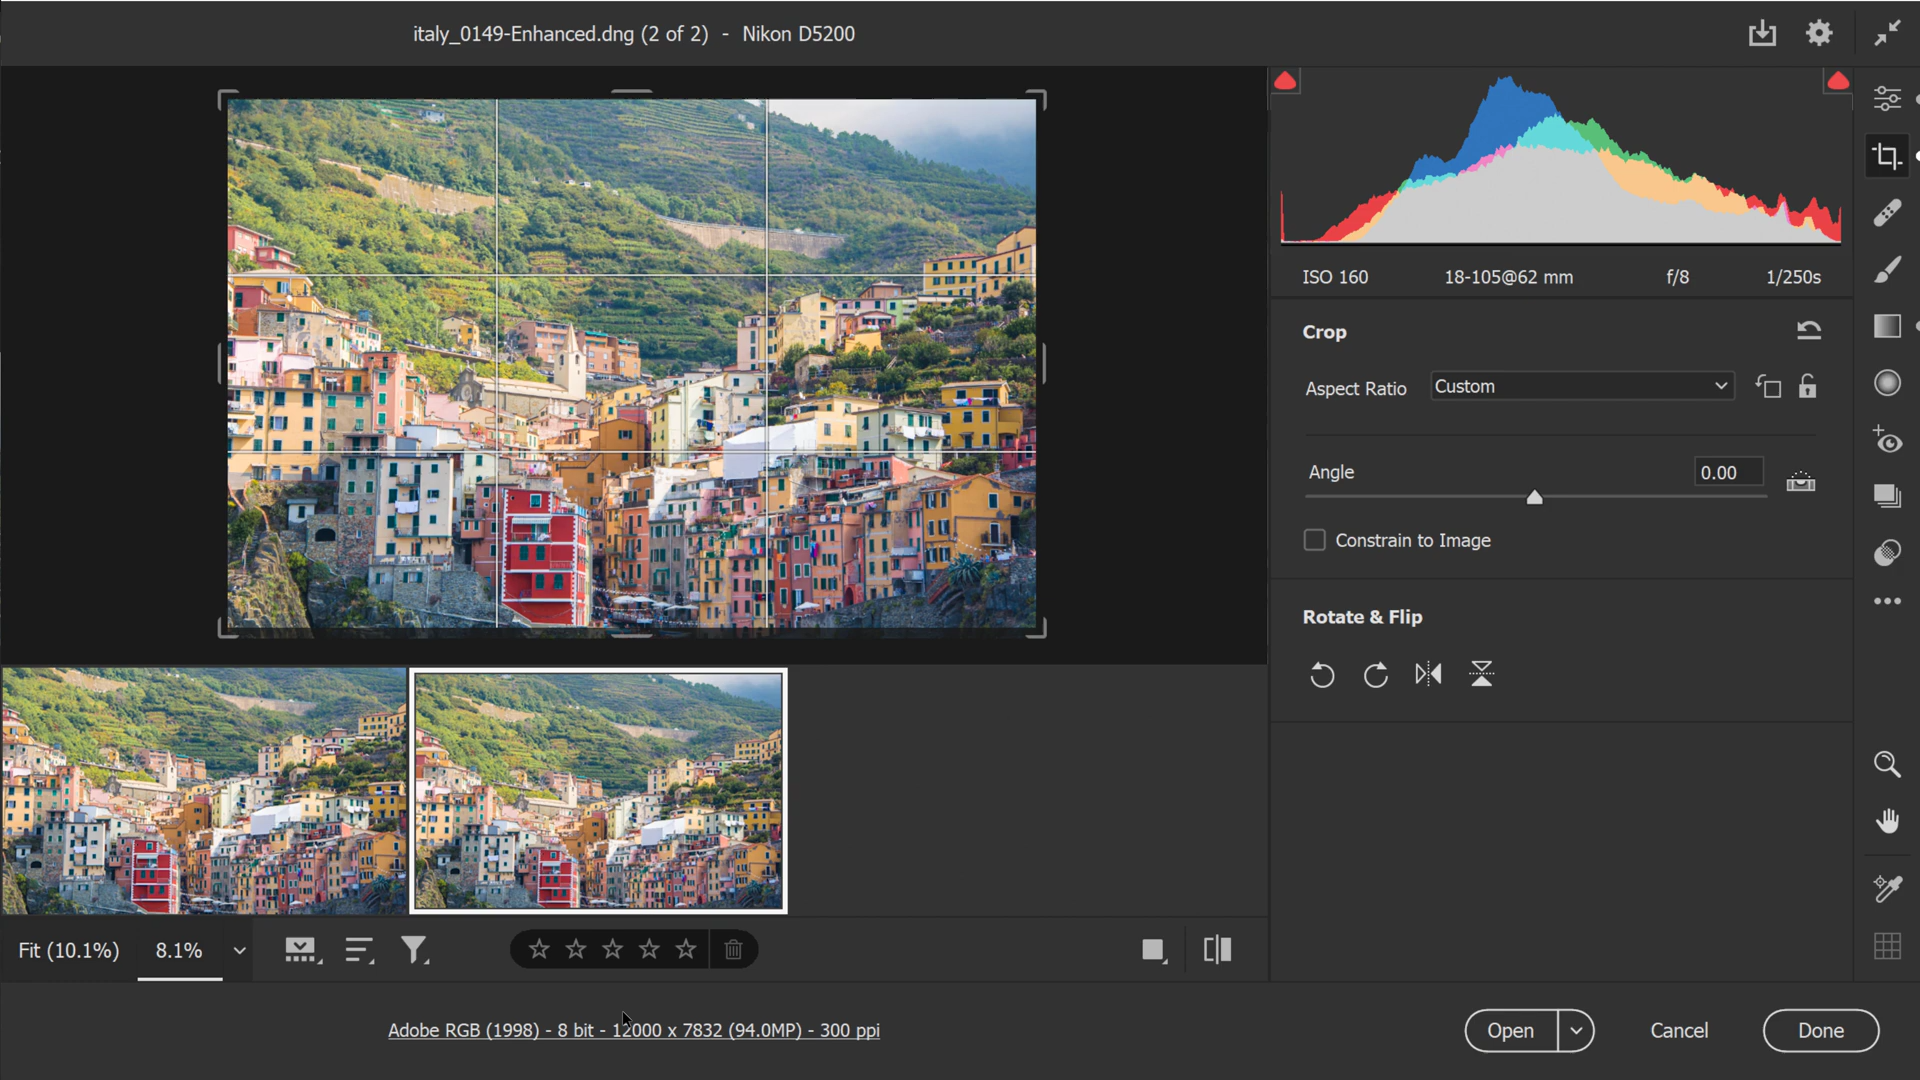 italy_0149-Enhanced.dng (2 of 2) - Nikon D5200
ISO 160 18-105@62 mm f/8 1/250s
Crop
Aspect Ratio Custom
Angle 0.00
Constrain to Image
Rotate & Flip
Fit (10.1%) 8.1%
Adobe RGB (1998) - 8 bit - 12000 x 7832 (94.0MP) - 300 ppi
Open Cancel Done